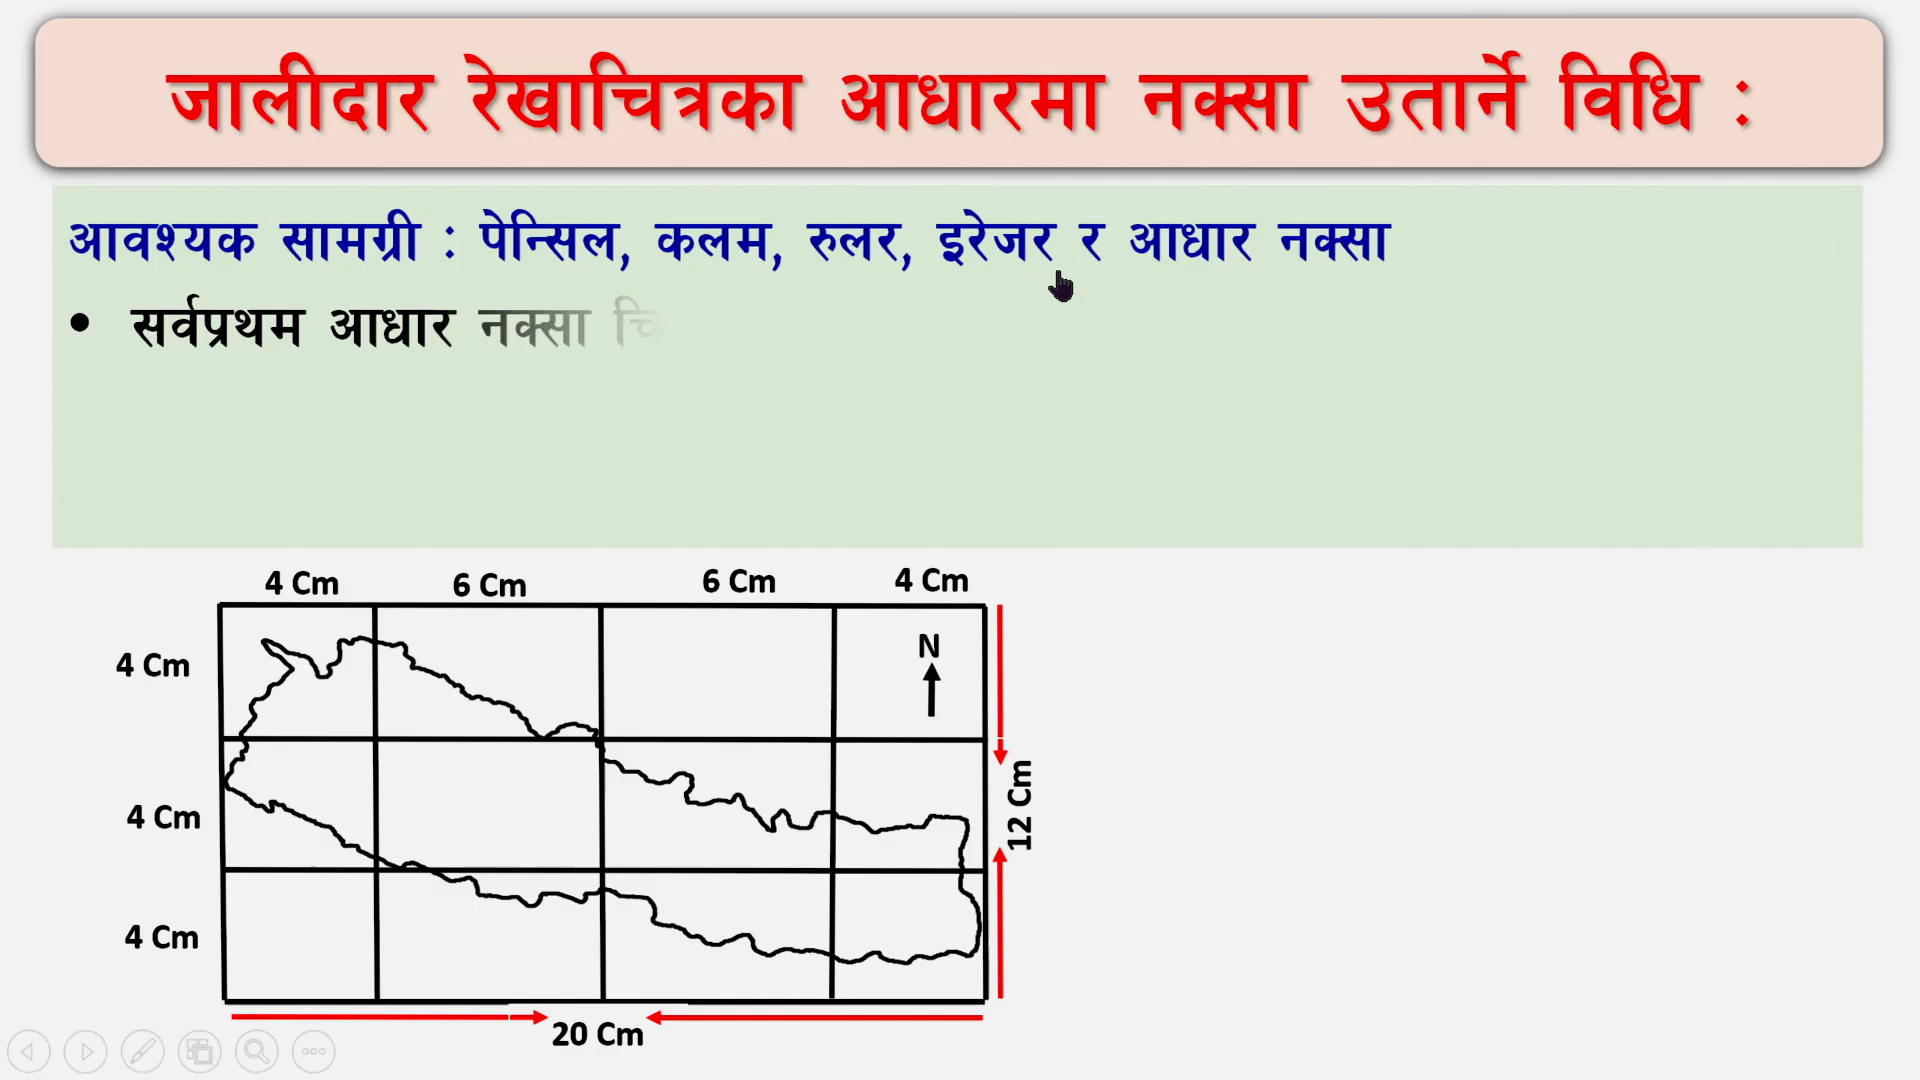 जालीदार रेखाचित्रका आधारमा नक्सा उतार्ने विधि :
आवश्यक सामग्री : पेन्सिल, कलम, रुलर, इरेजर र आधार नक्सा
• सर्वप्रथम आधार नक्सा
4 Cm 6 Cm 6 Cm 4 Cm
N
4 Cm
4 Cm
12 Cm
4 Cm
20 Cm